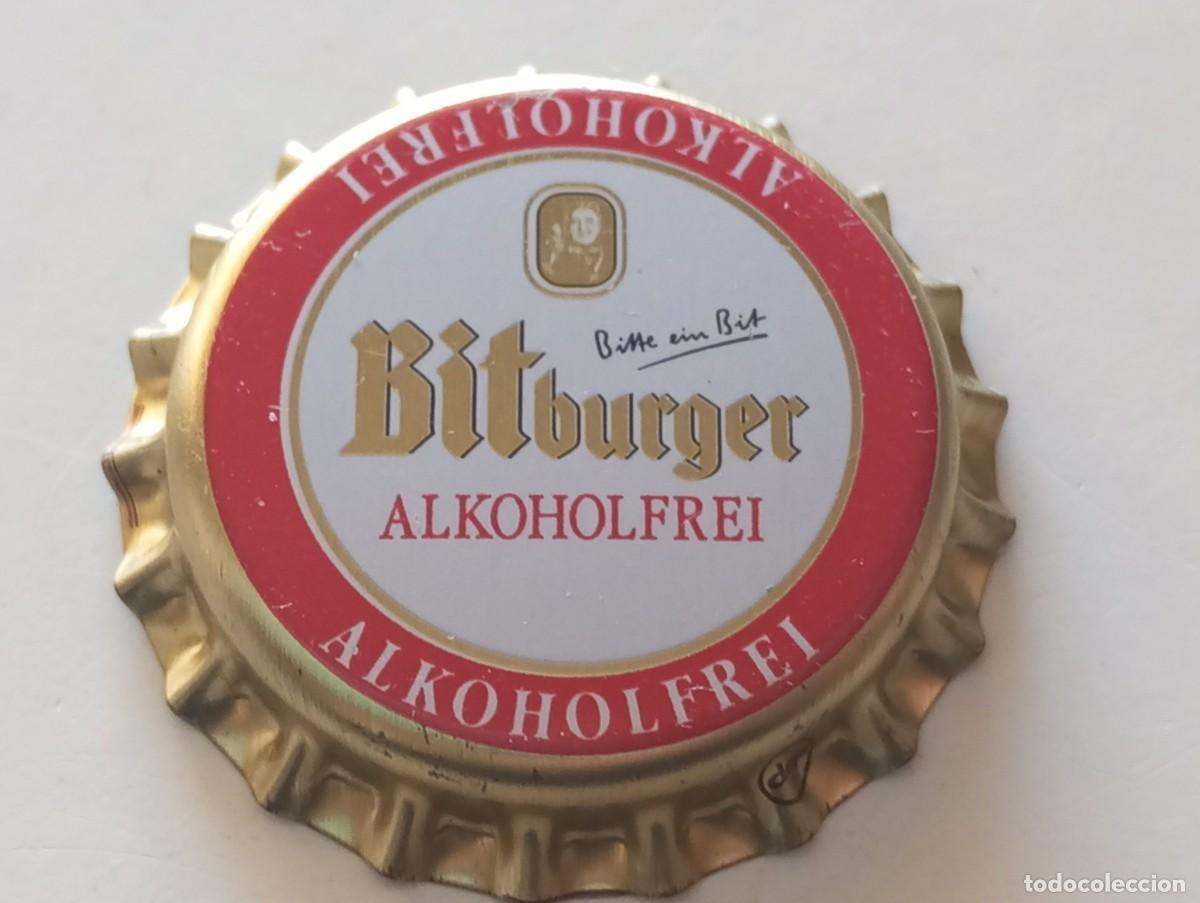 ALKOHOLFREI
Bitte ein Bit
Bitburger
ALKOHOLFREI
ALKOHOLFREI
todocoleccion